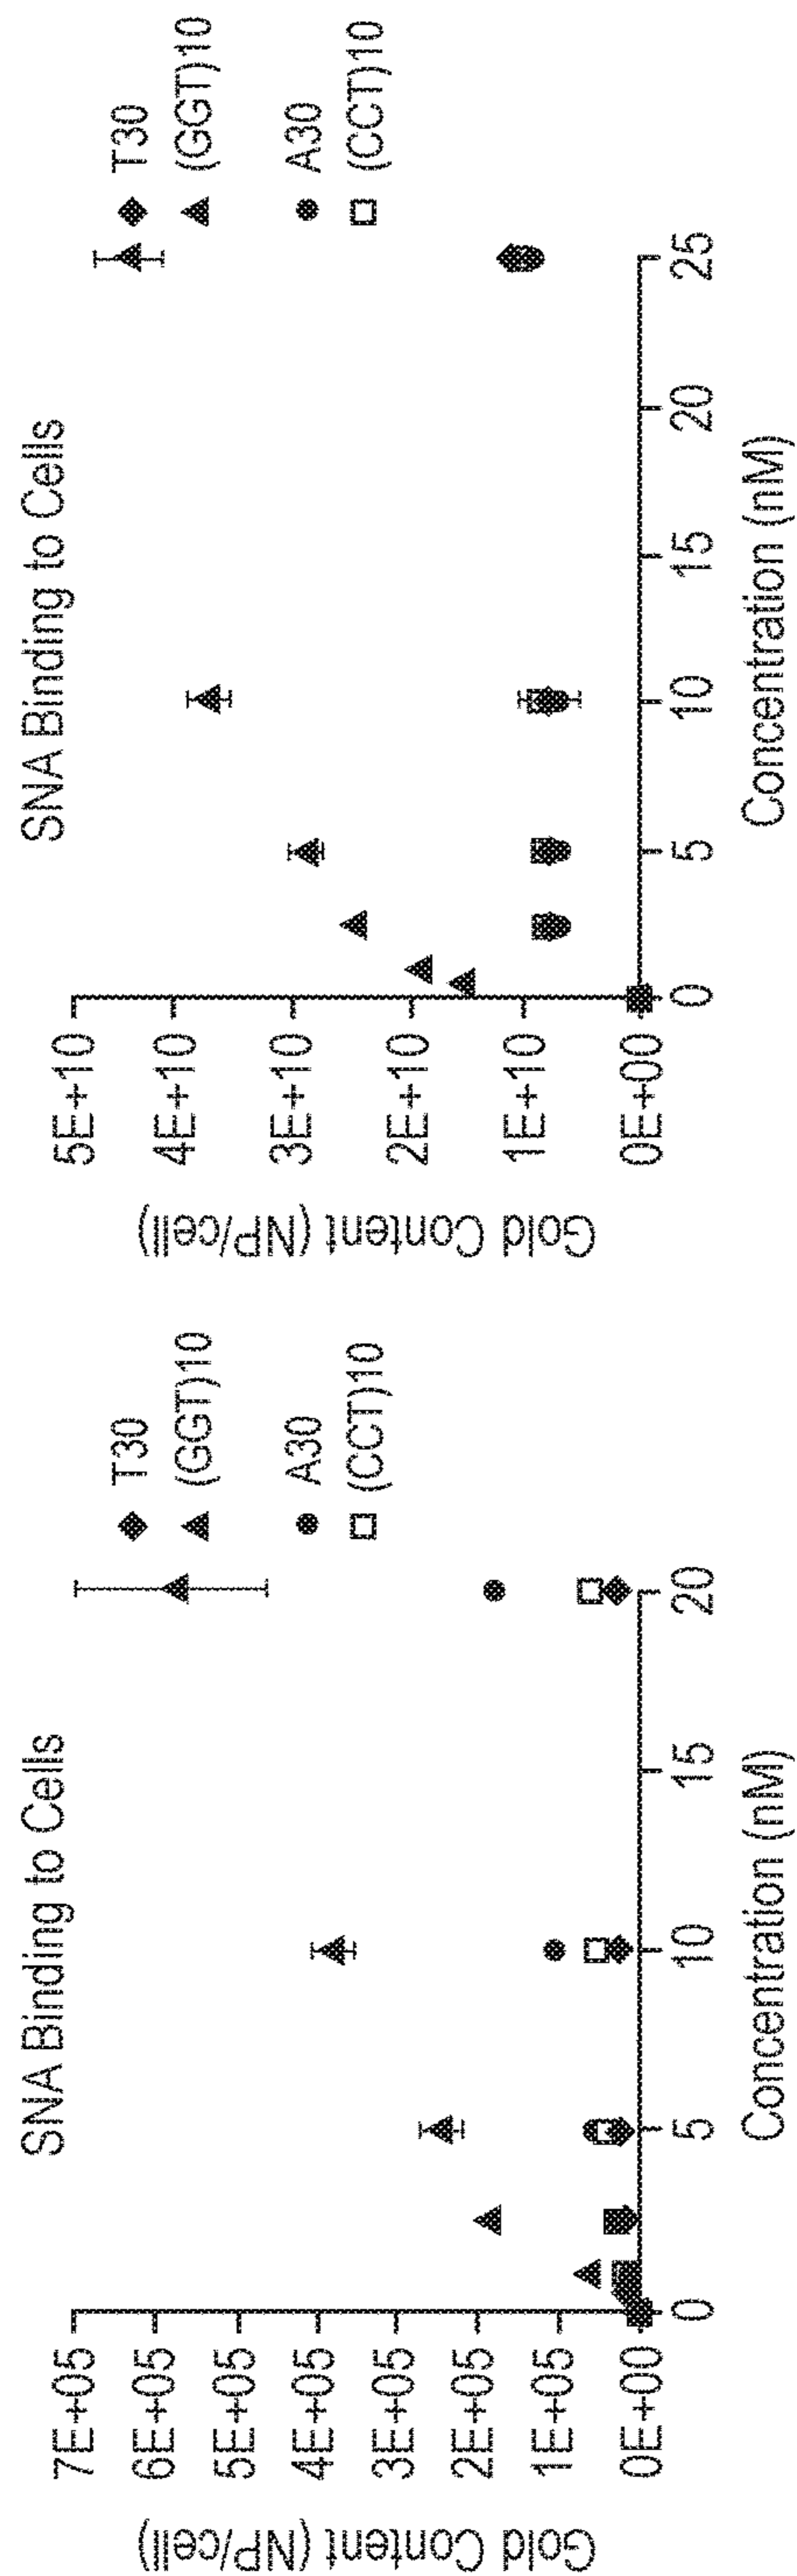 SNA Binding to Cells
Gold Content (NP/cell)
7E+05
6E+05
5E+05
4E+05
3E+05
2E+05
1E+05
0E+00
0
5
10
15
20
Concentration (nM)
T30
(GGT)10
A30
(CCT)10
SNA Binding to Cells
Gold Content (NP/cell)
5E+10
4E+10
3E+10
2E+10
1E+10
0E+00
0
5
10
15
20
25
Concentration (nM)
T30
(GGT)10
A30
(CCT)10